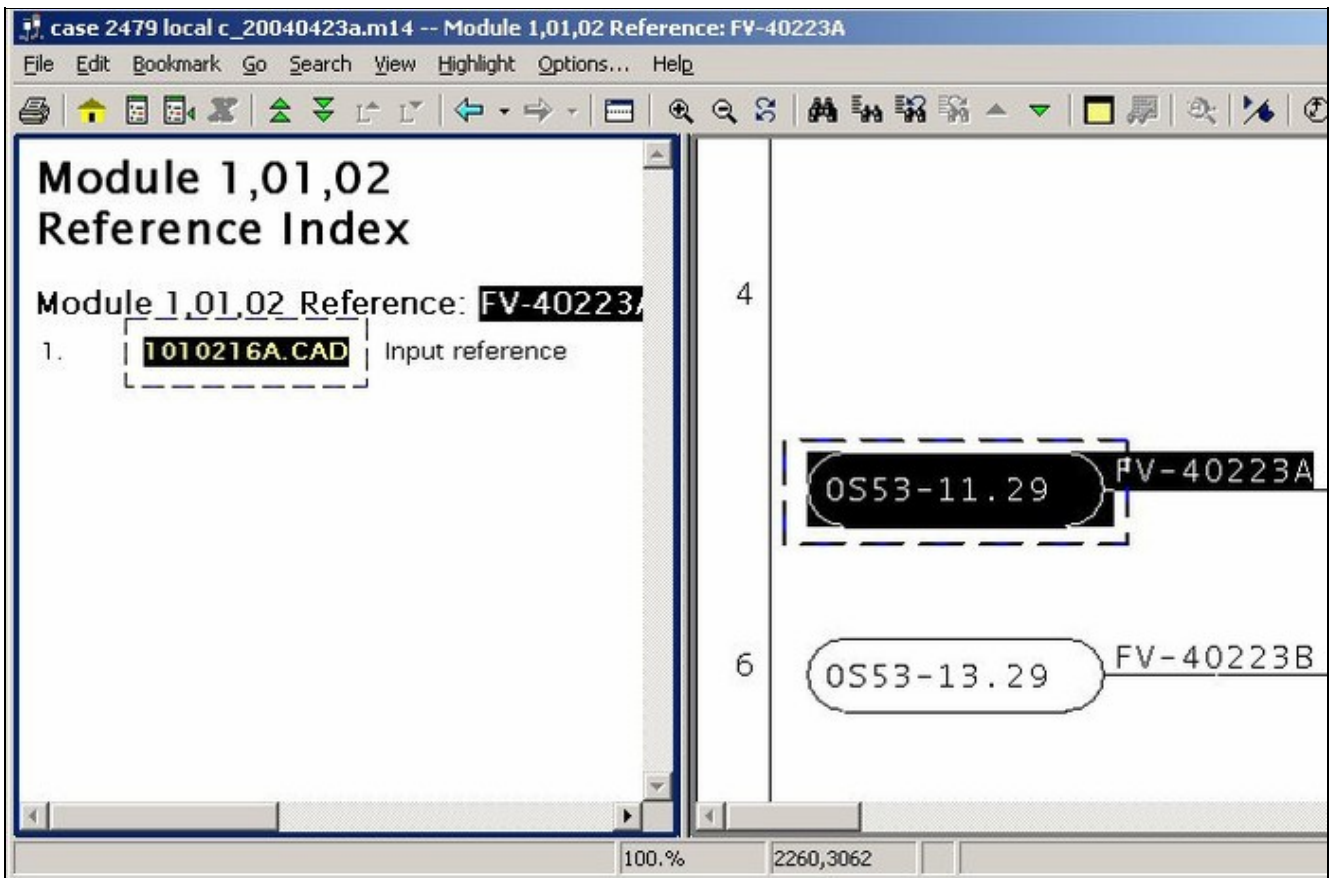 case 2479 local c_20040423a.m14 -- Module 1,01,02 Reference: FV-40223A
File Edit Bookmark Go Search View Highlight Options... Help
Module 1,01,02
Reference Index
Module 1,01,02 Reference: FV-40223A
1. 1010216A.CAD Input reference
4
OS53-11.29 FV-40223A
6
OS53-13.29 FV-40223B
100.% 2260,3062